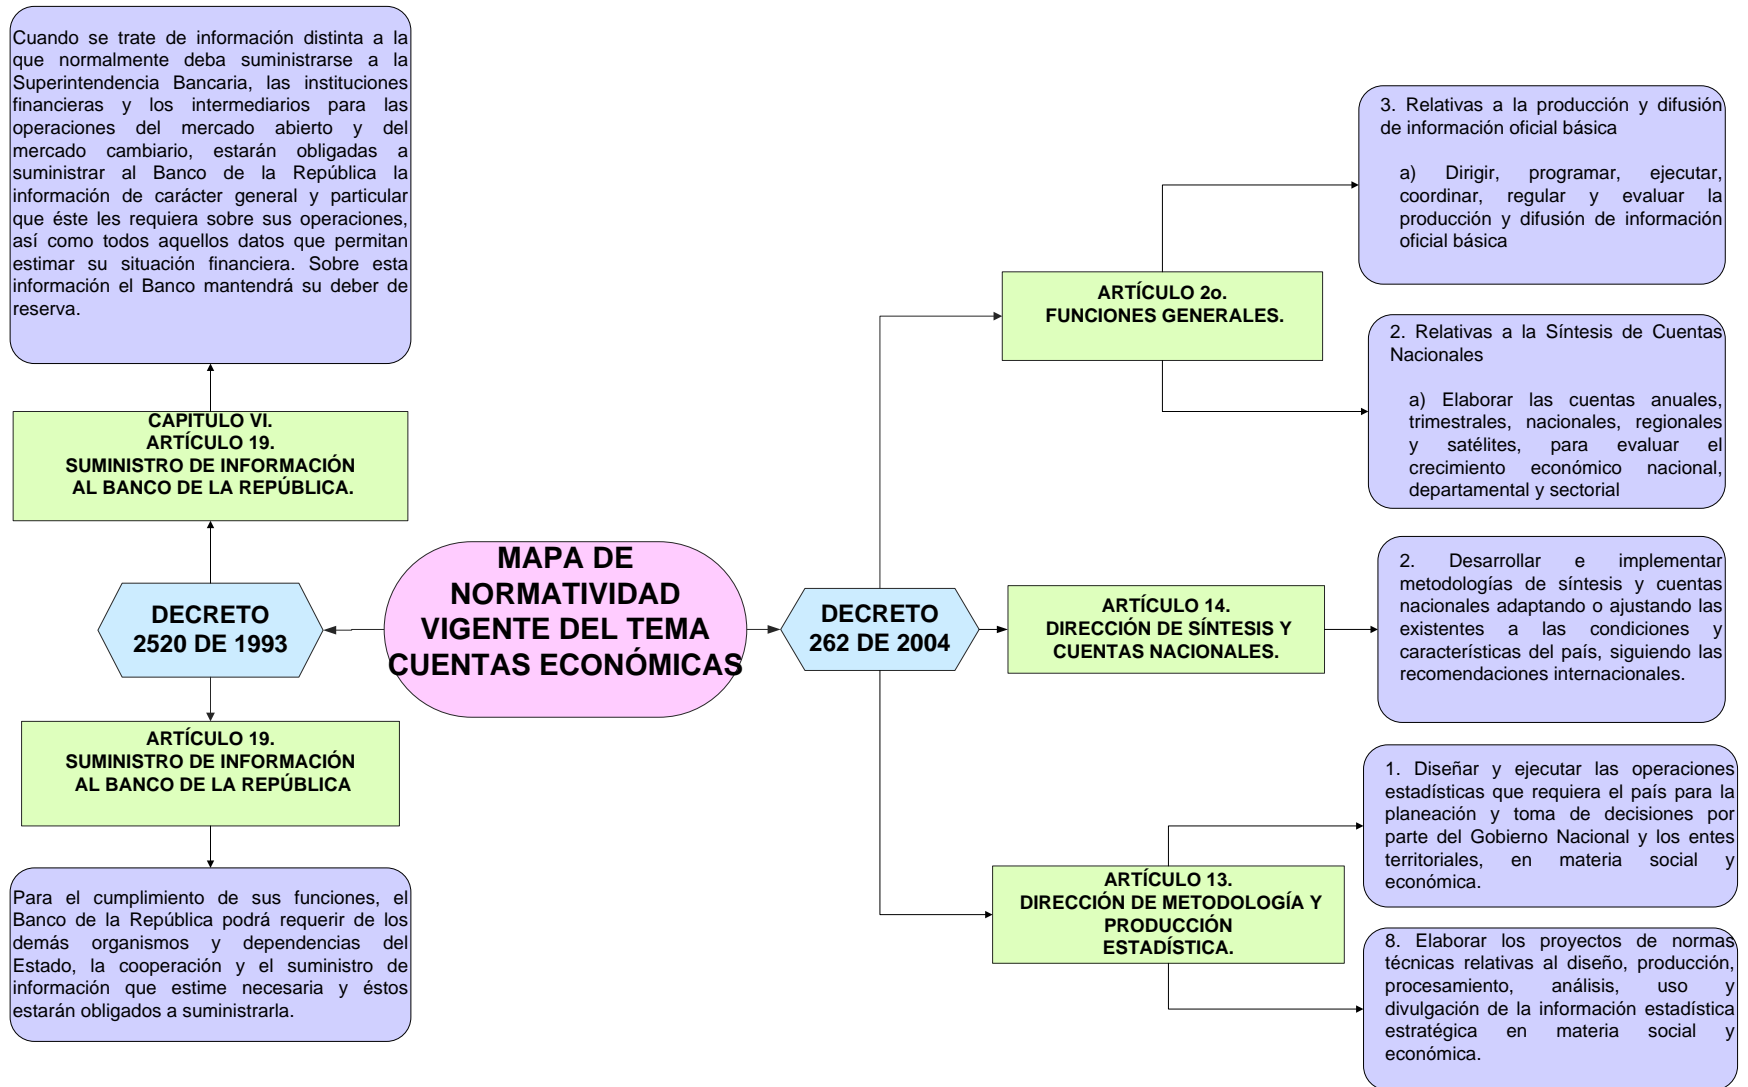 Cuando se trate de información distinta a la
que normalmente deba suministrarse a la
Superintendencia Bancaria, las instituciones
financieras y los intermediarios para las
operaciones del mercado abierto y del
mercado cambiario, estarán obligadas a
suministrar al Banco de la República la
información de carácter general y particular
que éste les requiera sobre sus operaciones,
así como todos aquellos datos que permitan
estimar su situación financiera. Sobre esta
información el Banco mantendrá su deber de
reserva.
CAPITULO VI.
ARTÍCULO 19.
SUMINISTRO DE INFORMACIÓN
AL BANCO DE LA REPÚBLICA.
DECRETO
2520 DE 1993
ARTÍCULO 19.
SUMINISTRO DE INFORMACIÓN
AL BANCO DE LA REPÚBLICA
Para el cumplimiento de sus funciones, el
Banco de la República podrá requerir de los
demás organismos y dependencias del
Estado, la cooperación y el suministro de
información que estime necesaria y éstos
estarán obligados a suministrarla.
MAPA DE
NORMATIVIDAD
VIGENTE DEL TEMA
CUENTAS ECONÓMICAS
DECRETO
262 DE 2004
ARTÍCULO 2o.
FUNCIONES GENERALES.
3. Relativas a la producción y difusión
de información oficial básica
a) Dirigir, programar, ejecutar,
coordinar, regular y evaluar la
producción y difusión de información
oficial básica
2. Relativas a la Síntesis de Cuentas
Nacionales
a) Elaborar las cuentas anuales,
trimestrales, nacionales, regionales
y satélites, para evaluar el
crecimiento económico nacional,
departamental y sectorial
ARTÍCULO 14.
DIRECCIÓN DE SÍNTESIS Y
CUENTAS NACIONALES.
2. Desarrollar e implementar
metodologías de síntesis y cuentas
nacionales adaptando o ajustando las
existentes a las condiciones y
características del país, siguiendo las
recomendaciones internacionales.
ARTÍCULO 13.
DIRECCIÓN DE METODOLOGÍA Y
PRODUCCIÓN
ESTADÍSTICA.
1. Diseñar y ejecutar las operaciones
estadísticas que requiera el país para la
planeación y toma de decisiones por
parte del Gobierno Nacional y los entes
territoriales, en materia social y
económica.
8. Elaborar los proyectos de normas
técnicas relativas al diseño, producción,
procesamiento, análisis, uso y
divulgación de la información estadística
estratégica en materia social y
económica.